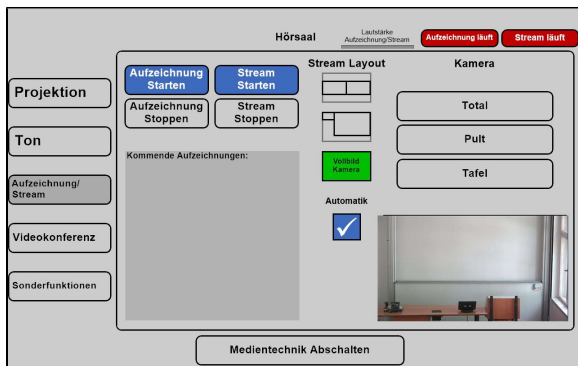 Hörsaal
Lautstärke
Aufzeichnung/Stream
Aufzeichnung läuft
Stream läuft
Projektion
Ton
Aufzeichnung/
Stream
Videokonferenz
Sonderfunktionen
Aufzeichnung
Starten
Stream
Starten
Aufzeichnung
Stoppen
Stream
Stoppen
Kommende Aufzeichnungen:
Stream Layout
Vollbild
Kamera
Automatik
Kamera
Total
Pult
Tafel
Medientechnik Abschalten